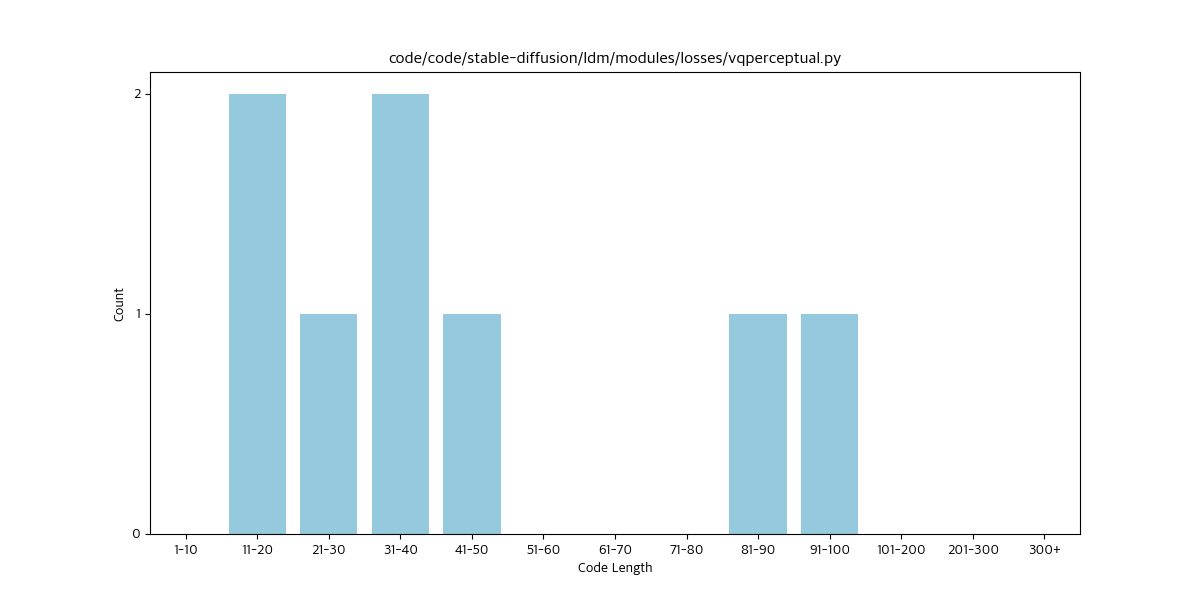 code/code/stable-diffusion/ldm/modules/losses/vqperceptual.py
Count
2
1
0
1-10 11-20 21-30 31-40 41-50 51-60 61-70 71-80 81-90 91-100 101-200 201-300 300+
Code Length